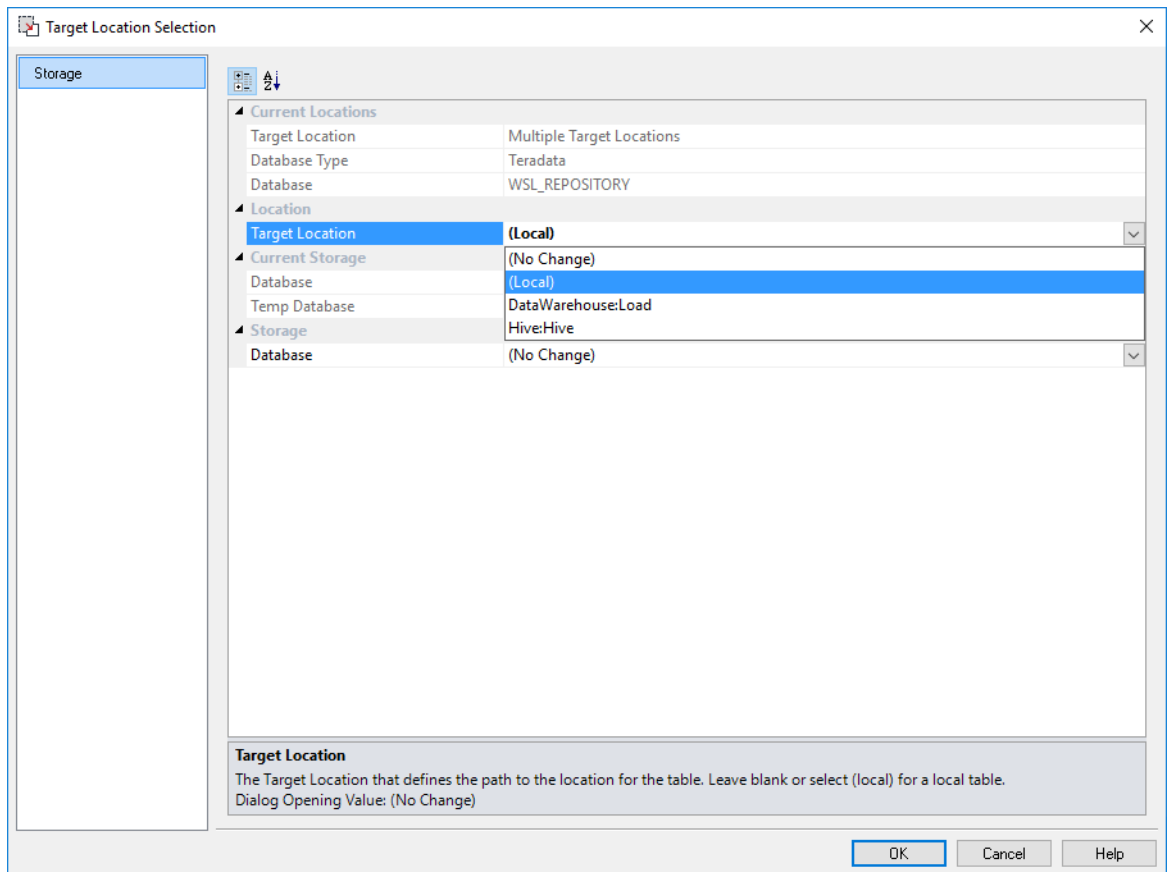 Target Location Selection
Storage
Current Locations
Target Location Multiple Target Locations
Database Type Teradata
Database WSL_REPOSITORY
Location
Target Location (Local)
Current Storage (No Change)
Database (Local)
Temp Database DataWarehouse:Load
Storage Hive:Hive
Database (No Change)
Target Location
The Target Location that defines the path to the location for the table. Leave blank or select (local) for a local table.
Dialog Opening Value: (No Change)
OK Cancel Help